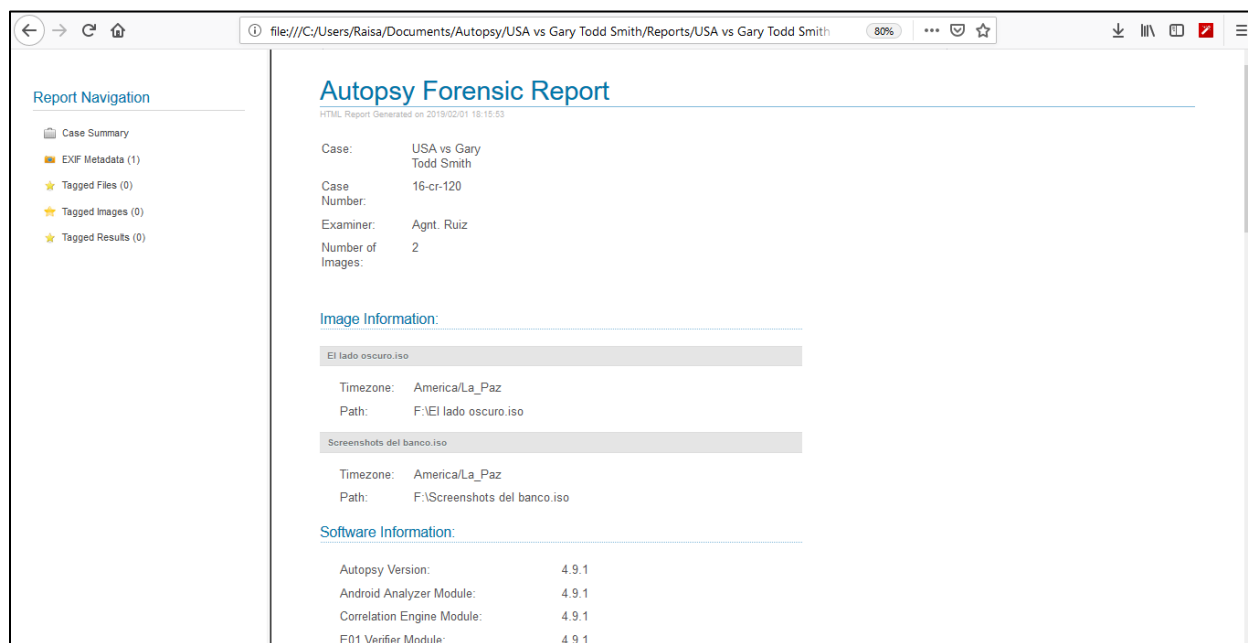 file:///C:/Users/Raisa/Documents/Autopsy/USA vs Gary Todd Smith/Reports/USA vs Gary Todd Smith
80%
Report Navigation
Case Summary
EXIF Metadata (1)
Tagged Files (0)
Tagged Images (0)
Tagged Results (0)
Autopsy Forensic Report
HTML Report Generated on 2019/02/01 18:15:53
Case: USA vs Gary
Todd Smith
Case 16-cr-120
Number:
Examiner: Agnt. Ruiz
Number of 2
Images:
Image Information:
El lado oscuro.iso
Timezone: America/La_Paz
Path: F:\El lado oscuro.iso
Screenshots del banco.iso
Timezone: America/La_Paz
Path: F:\Screenshots del banco.iso
Software Information:
Autopsy Version: 4.9.1
Android Analyzer Module: 4.9.1
Correlation Engine Module: 4.9.1
E01 Verifier Module: 4.9.1